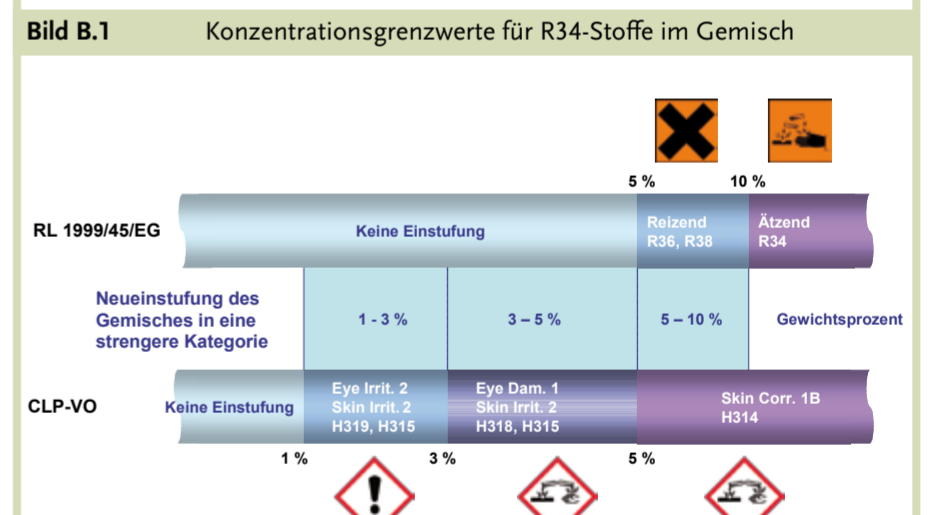 Bild B.1 Konzentrationsgrenzwerte für R34-Stoffe im Gemisch
5 % 10 %
RL 1999/45/EG
Keine Einstufung
Reizend
R36, R38
Ätzend
R34
Neueinstufung des
Gemisches in eine
strengere Kategorie
1 - 3 %
3 – 5 %
5 – 10 %
Gewichtsprozent
CLP-VO
Keine Einstufung
Eye Irrit. 2
Skin Irrit. 2
H319, H315
Eye Dam. 1
Skin Irrit. 2
H318, H315
Skin Corr. 1B
H314
1 % 3 % 5 %